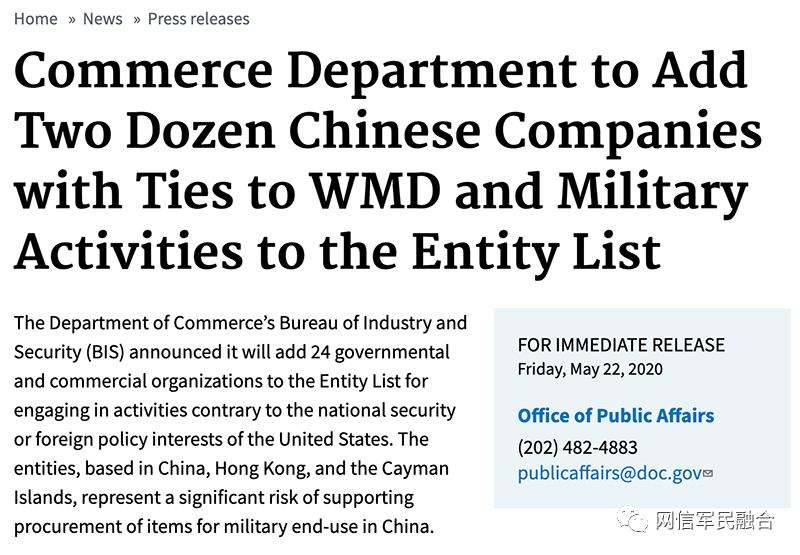 Home » News » Press releases
Commerce Department to Add
Two Dozen Chinese Companies
with Ties to WMD and Military
Activities to the Entity List
The Department of Commerce’s Bureau of Industry and
Security (BIS) announced it will add 24 governmental
and commercial organizations to the Entity List for
engaging in activities contrary to the national security
or foreign policy interests of the United States. The
entities, based in China, Hong Kong, and the Cayman
Islands, represent a significant risk of supporting
procurement of items for military end-use in China.
FOR IMMEDIATE RELEASE
Friday, May 22, 2020
Office of Public Affairs
(202) 482-4883
publicaffairs@doc.gov
网信军民融合